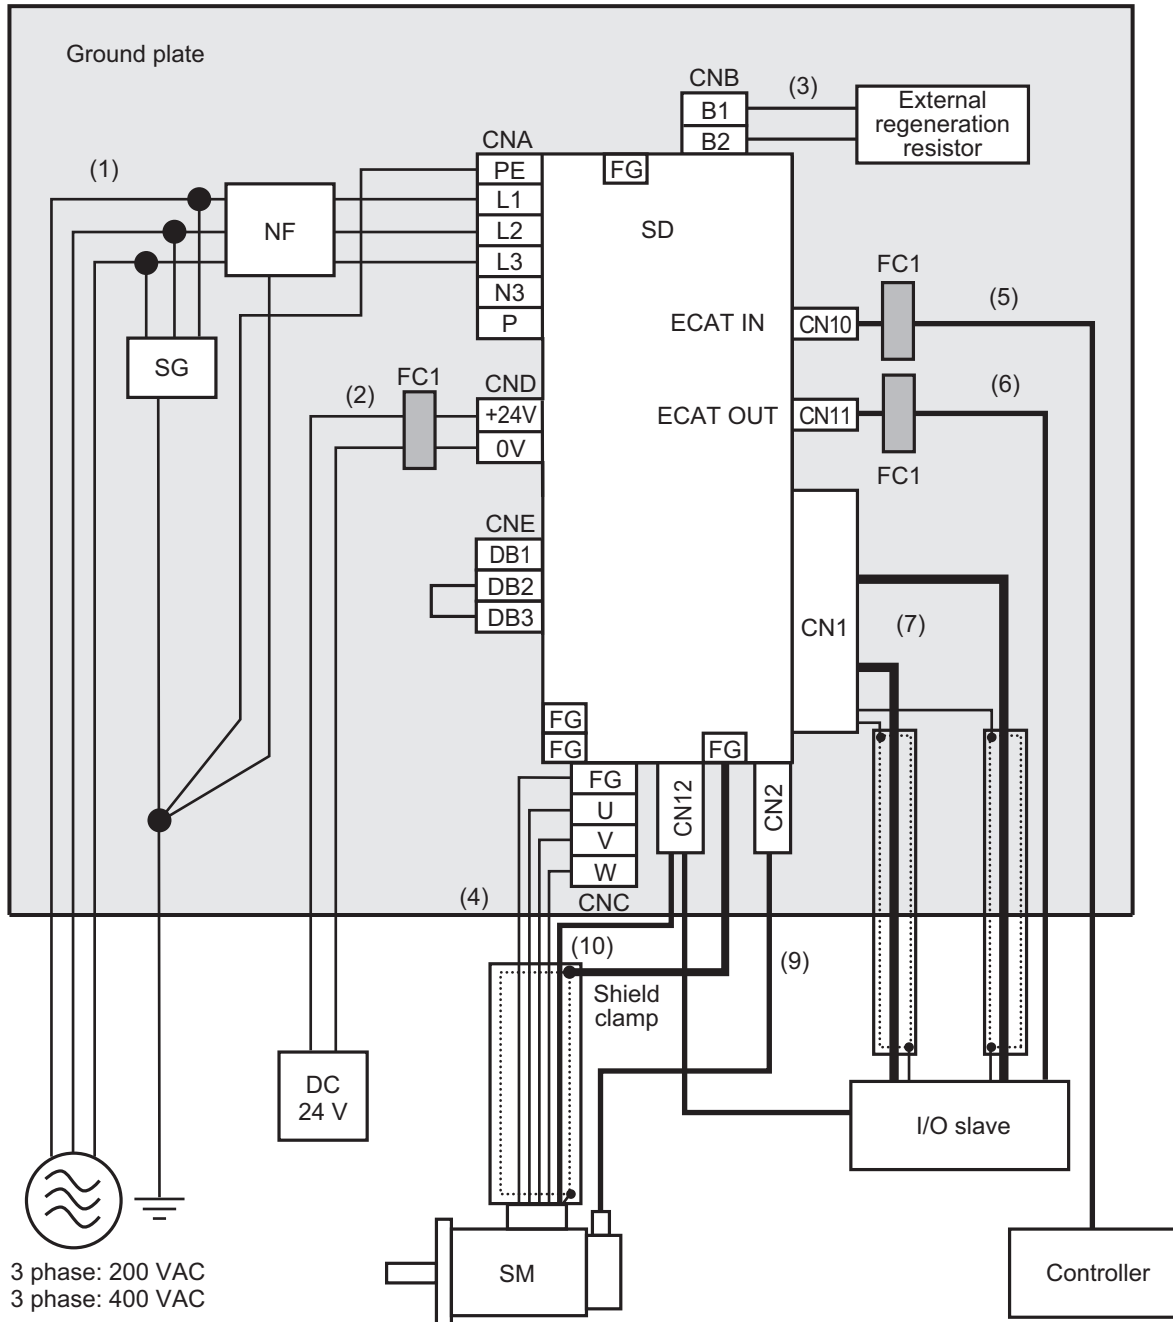 Ground plate
CNB
(3)
B1
B2
External
regeneration
resistor
CNA
(1)
PE
FG
L1
L2
L3
N3
P
NF
SD
SG
FC1
(5)
ECAT IN
CN10
CND
FC1
(2)
+24V
0V
(6)
ECAT OUT
CN11
FC1
CNE
DB1
DB2
DB3
CN1
(7)
FG
FG
FG
FG
U
V
W
CNC
CN12
CN2
(4)
(10)
(9)
Shield
clamp
DC
24 V
I/O slave
SM
Controller
3 phase: 200 VAC
3 phase: 400 VAC